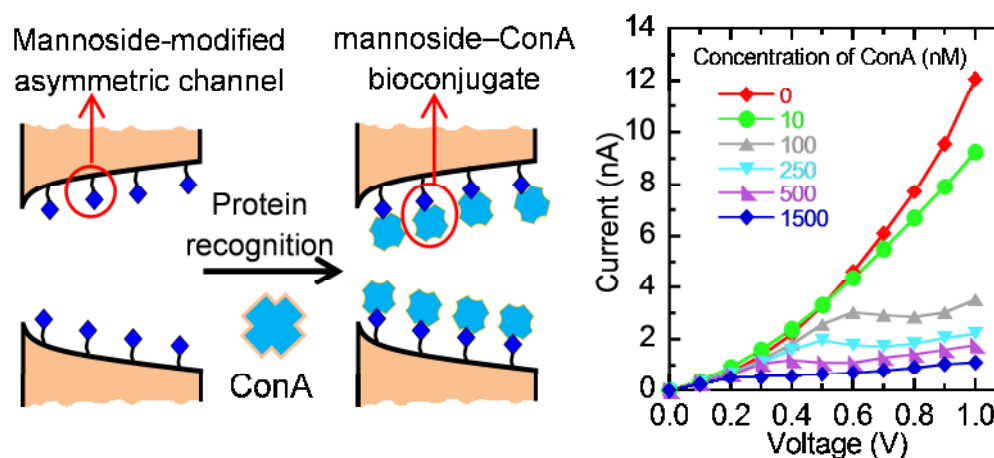 Mannoside-modified
asymmetric channel
mannoside–ConA
bioconjugate
Protein
recognition
ConA
Concentration of ConA (nM)
0
10
100
250
500
1500
Current (nA)
14
12
10
8
6
4
2
0
0.0 0.2 0.4 0.6 0.8 1.0
Voltage (V)